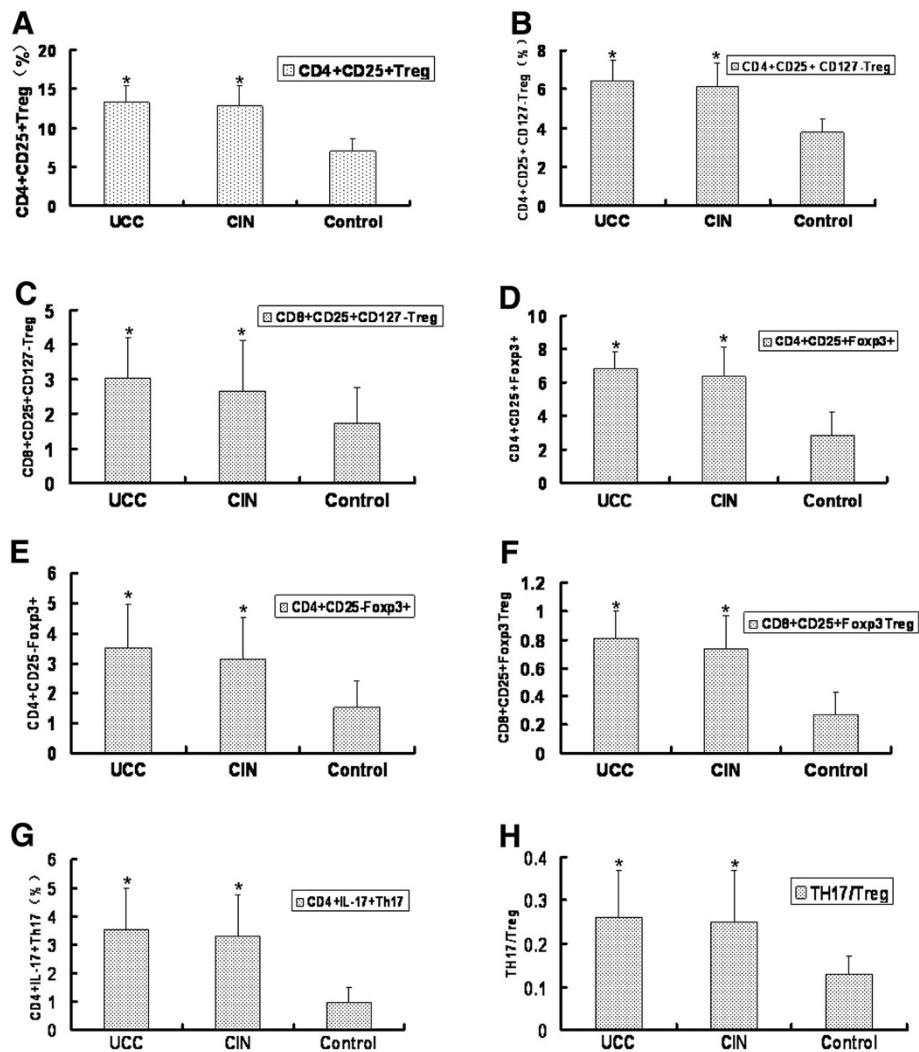 A
CD4+CD25+Treg (%)
20
15
10
5
0
* *
CD4+CD25+Treg
UCC CIN Control
B
CD4+CD25+ CD127-Treg (%)
8
6
4
2
0
* *
CD4+CD25+ CD127-Treg
UCC CIN Control
C
CD8+CD25+CD127-Treg
5
4
3
2
1
0
* *
CD8+CD25+CD127-Treg
UCC CIN Control
D
CD4+CD25+Foxp3+
10
8
6
4
2
0
* *
CD4+CD25+Foxp3+
UCC CIN Control
E
CD4+CD25-Foxp3+
6
5
4
3
2
1
0
* *
CD4+CD25-Foxp3+
UCC CIN Control
F
CD8+CD25+Foxp3Treg
1.2
1
0.8
0.6
0.4
0.2
0
* *
CD8+CD25+Foxp3Treg
UCC CIN Control
G
CD4+IL-17+Th17 (%)
6
5
4
3
2
1
0
* *
CD4+IL-17+Th17
UCC CIN Control
H
TH17/Treg
0.4
0.3
0.2
0.1
0
* *
TH17/Treg
UCC CIN Control